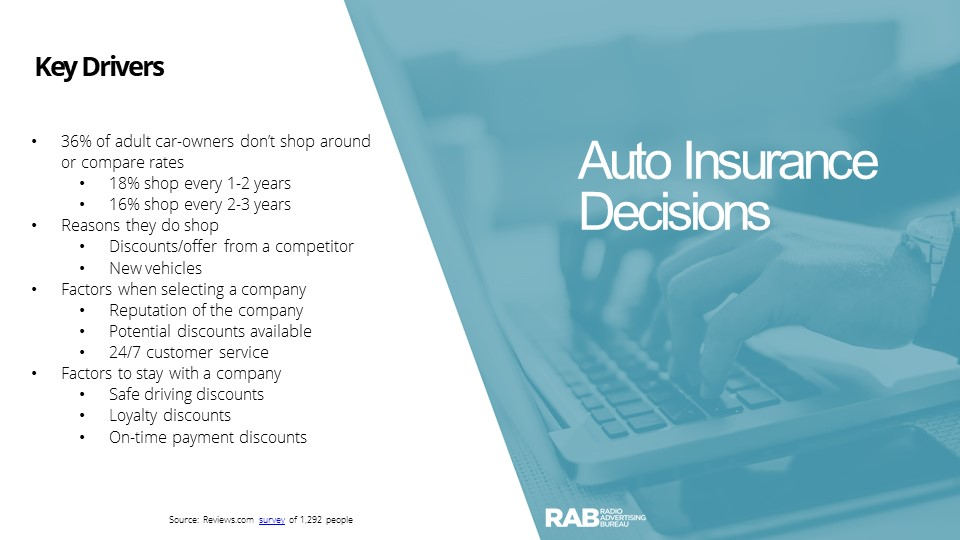 Key Drivers
• 36% of adult car-owners don’t shop around
or compare rates
• 18% shop every 1-2 years
• 16% shop every 2-3 years
• Reasons they do shop
• Discounts/offer from a competitor
• New vehicles
• Factors when selecting a company
• Reputation of the company
• Potential discounts available
• 24/7 customer service
• Factors to stay with a company
• Safe driving discounts
• Loyalty discounts
• On-time payment discounts
Source: Reviews.com survey of 1,292 people
Auto Insurance
Decisions
RAB
RADIO
ADVERTISING
BUREAU